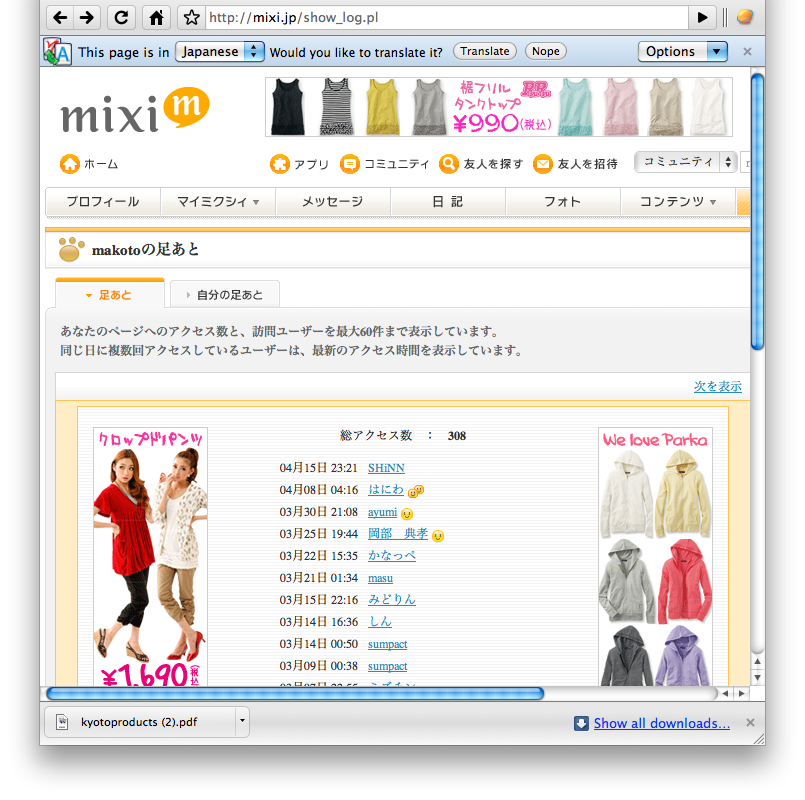 http://mixi.jp/show_log.pl
This page is in Japanese Would you like to translate it? Translate Nope Options
mixi m
裾フリル
タンクトップ
¥990(税込)
ホーム アプリ コミュニティ 友人を探す 友人を招待 コミュニティ
プロフィール マイミクシィ メッセージ 日 記 フォト コンテンツ
makotoの足あと
足あと 自分の足あと
あなたのページへのアクセス数と、訪問ユーザーを最大60件まで表示しています。
同じ日に複数回アクセスしているユーザーは、最新のアクセス時間を表示しています。
次を表示
クロップドパンツ
¥1,690(税込
総アクセス数 : 308
04月15日 23:21 SHiNN
04月08日 04:16 はにわ
03月30日 21:08 ayumi
03月25日 19:44 岡部 典孝
03月22日 15:35 かなっぺ
03月21日 01:34 masu
03月15日 22:16 みどりん
03月14日 16:36 しん
03月14日 00:50 sumpact
03月09日 00:38 sumpact
We love Parka
kyotoproducts (2).pdf
Show all downloads...